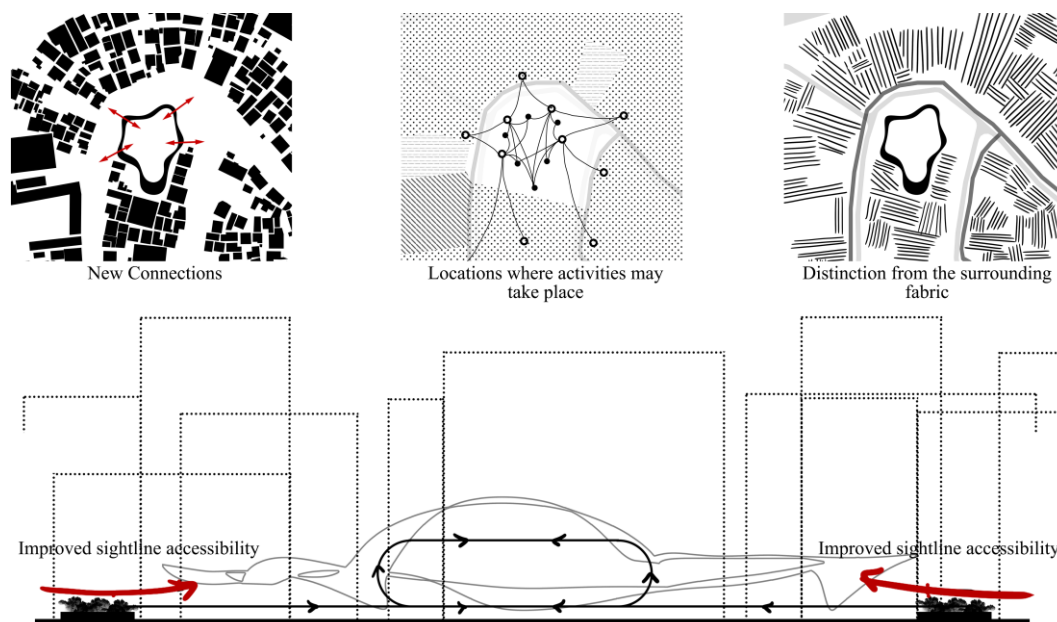 New Connections
Locations where activities may
take place
Distinction from the surrounding
fabric
Improved sightline accessibility
Improved sightline accessibility